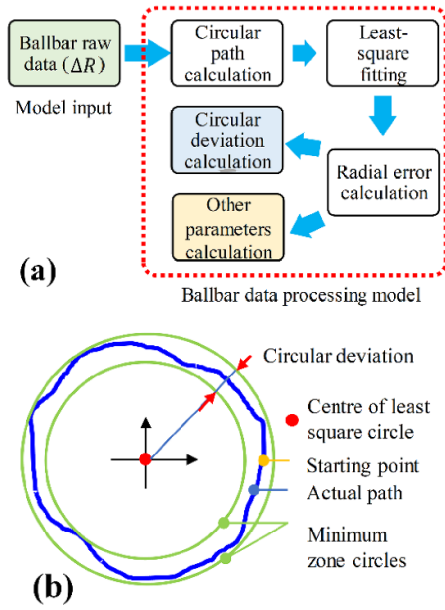 Ballbar raw
data (ΔR)
Model input
Circular
path
calculation
Least-
square
fitting
Circular
deviation
calculation
Radial error
calculation
Other
parameters
calculation
(a)
Ballbar data processing model
Circular deviation
Centre of least
square circle
Starting point
Actual path
Minimum
zone circles
(b)